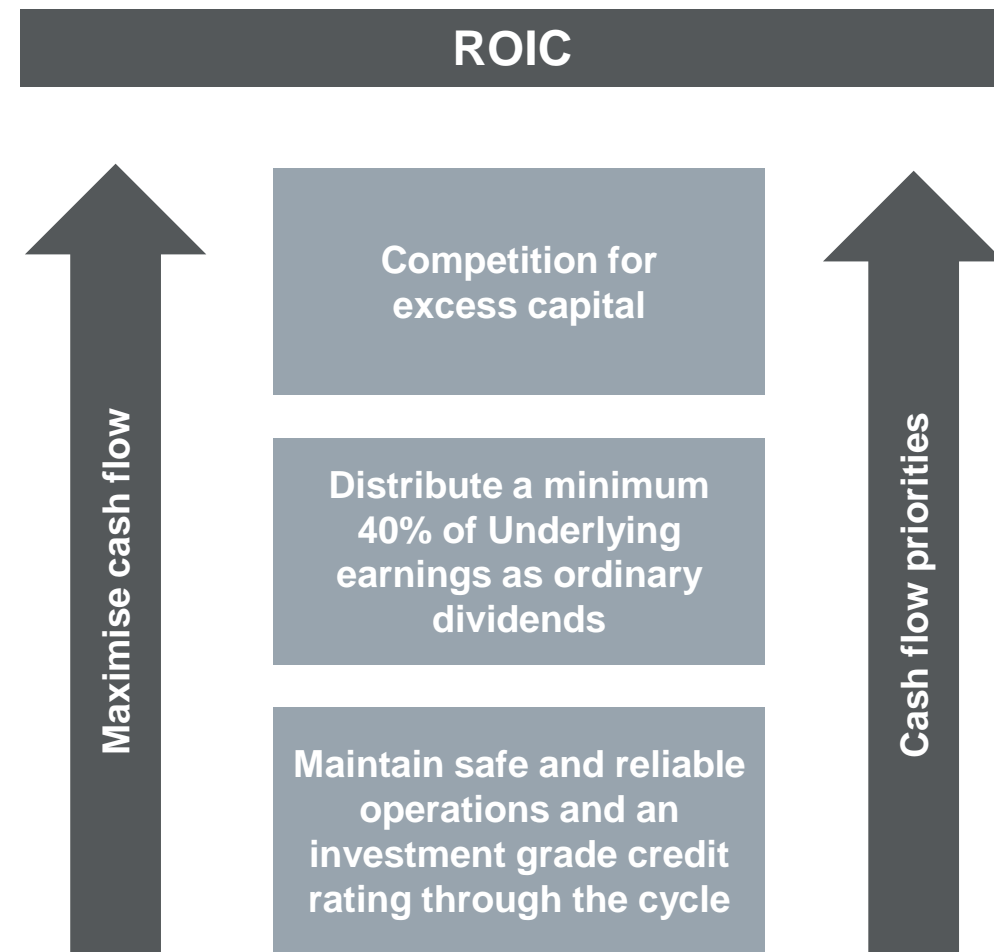 ROIC
Competition for
excess capital
Distribute a minimum
40% of Underlying
earnings as ordinary
dividends
Maintain safe and reliable
operations and an
investment grade credit
rating through the cycle
Maximise cash flow
Cash flow priorities